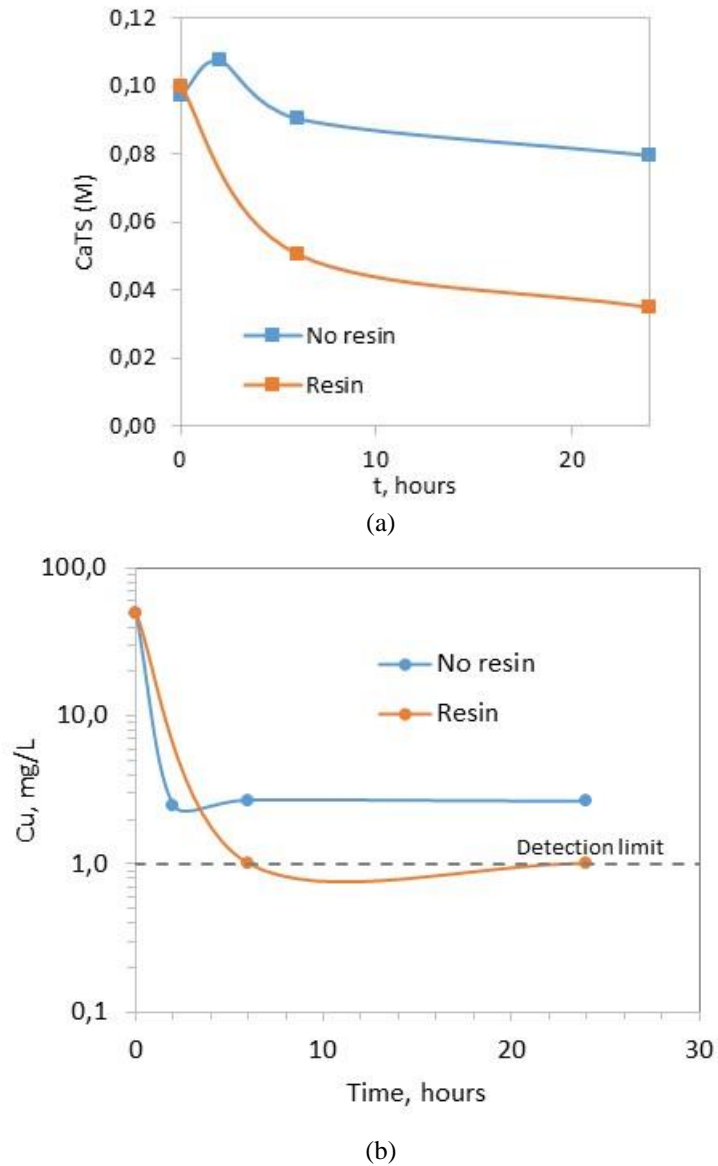 0,12
0,10
0,08
0,06
0,04
0,02
0,00
CaTS (M)
No resin
Resin
0 10 20
t, hours
(a)
100,0
10,0
1,0
0,1
Cu, mg/L
No resin
Resin
Detection limit
0 10 20 30
Time, hours
(b)